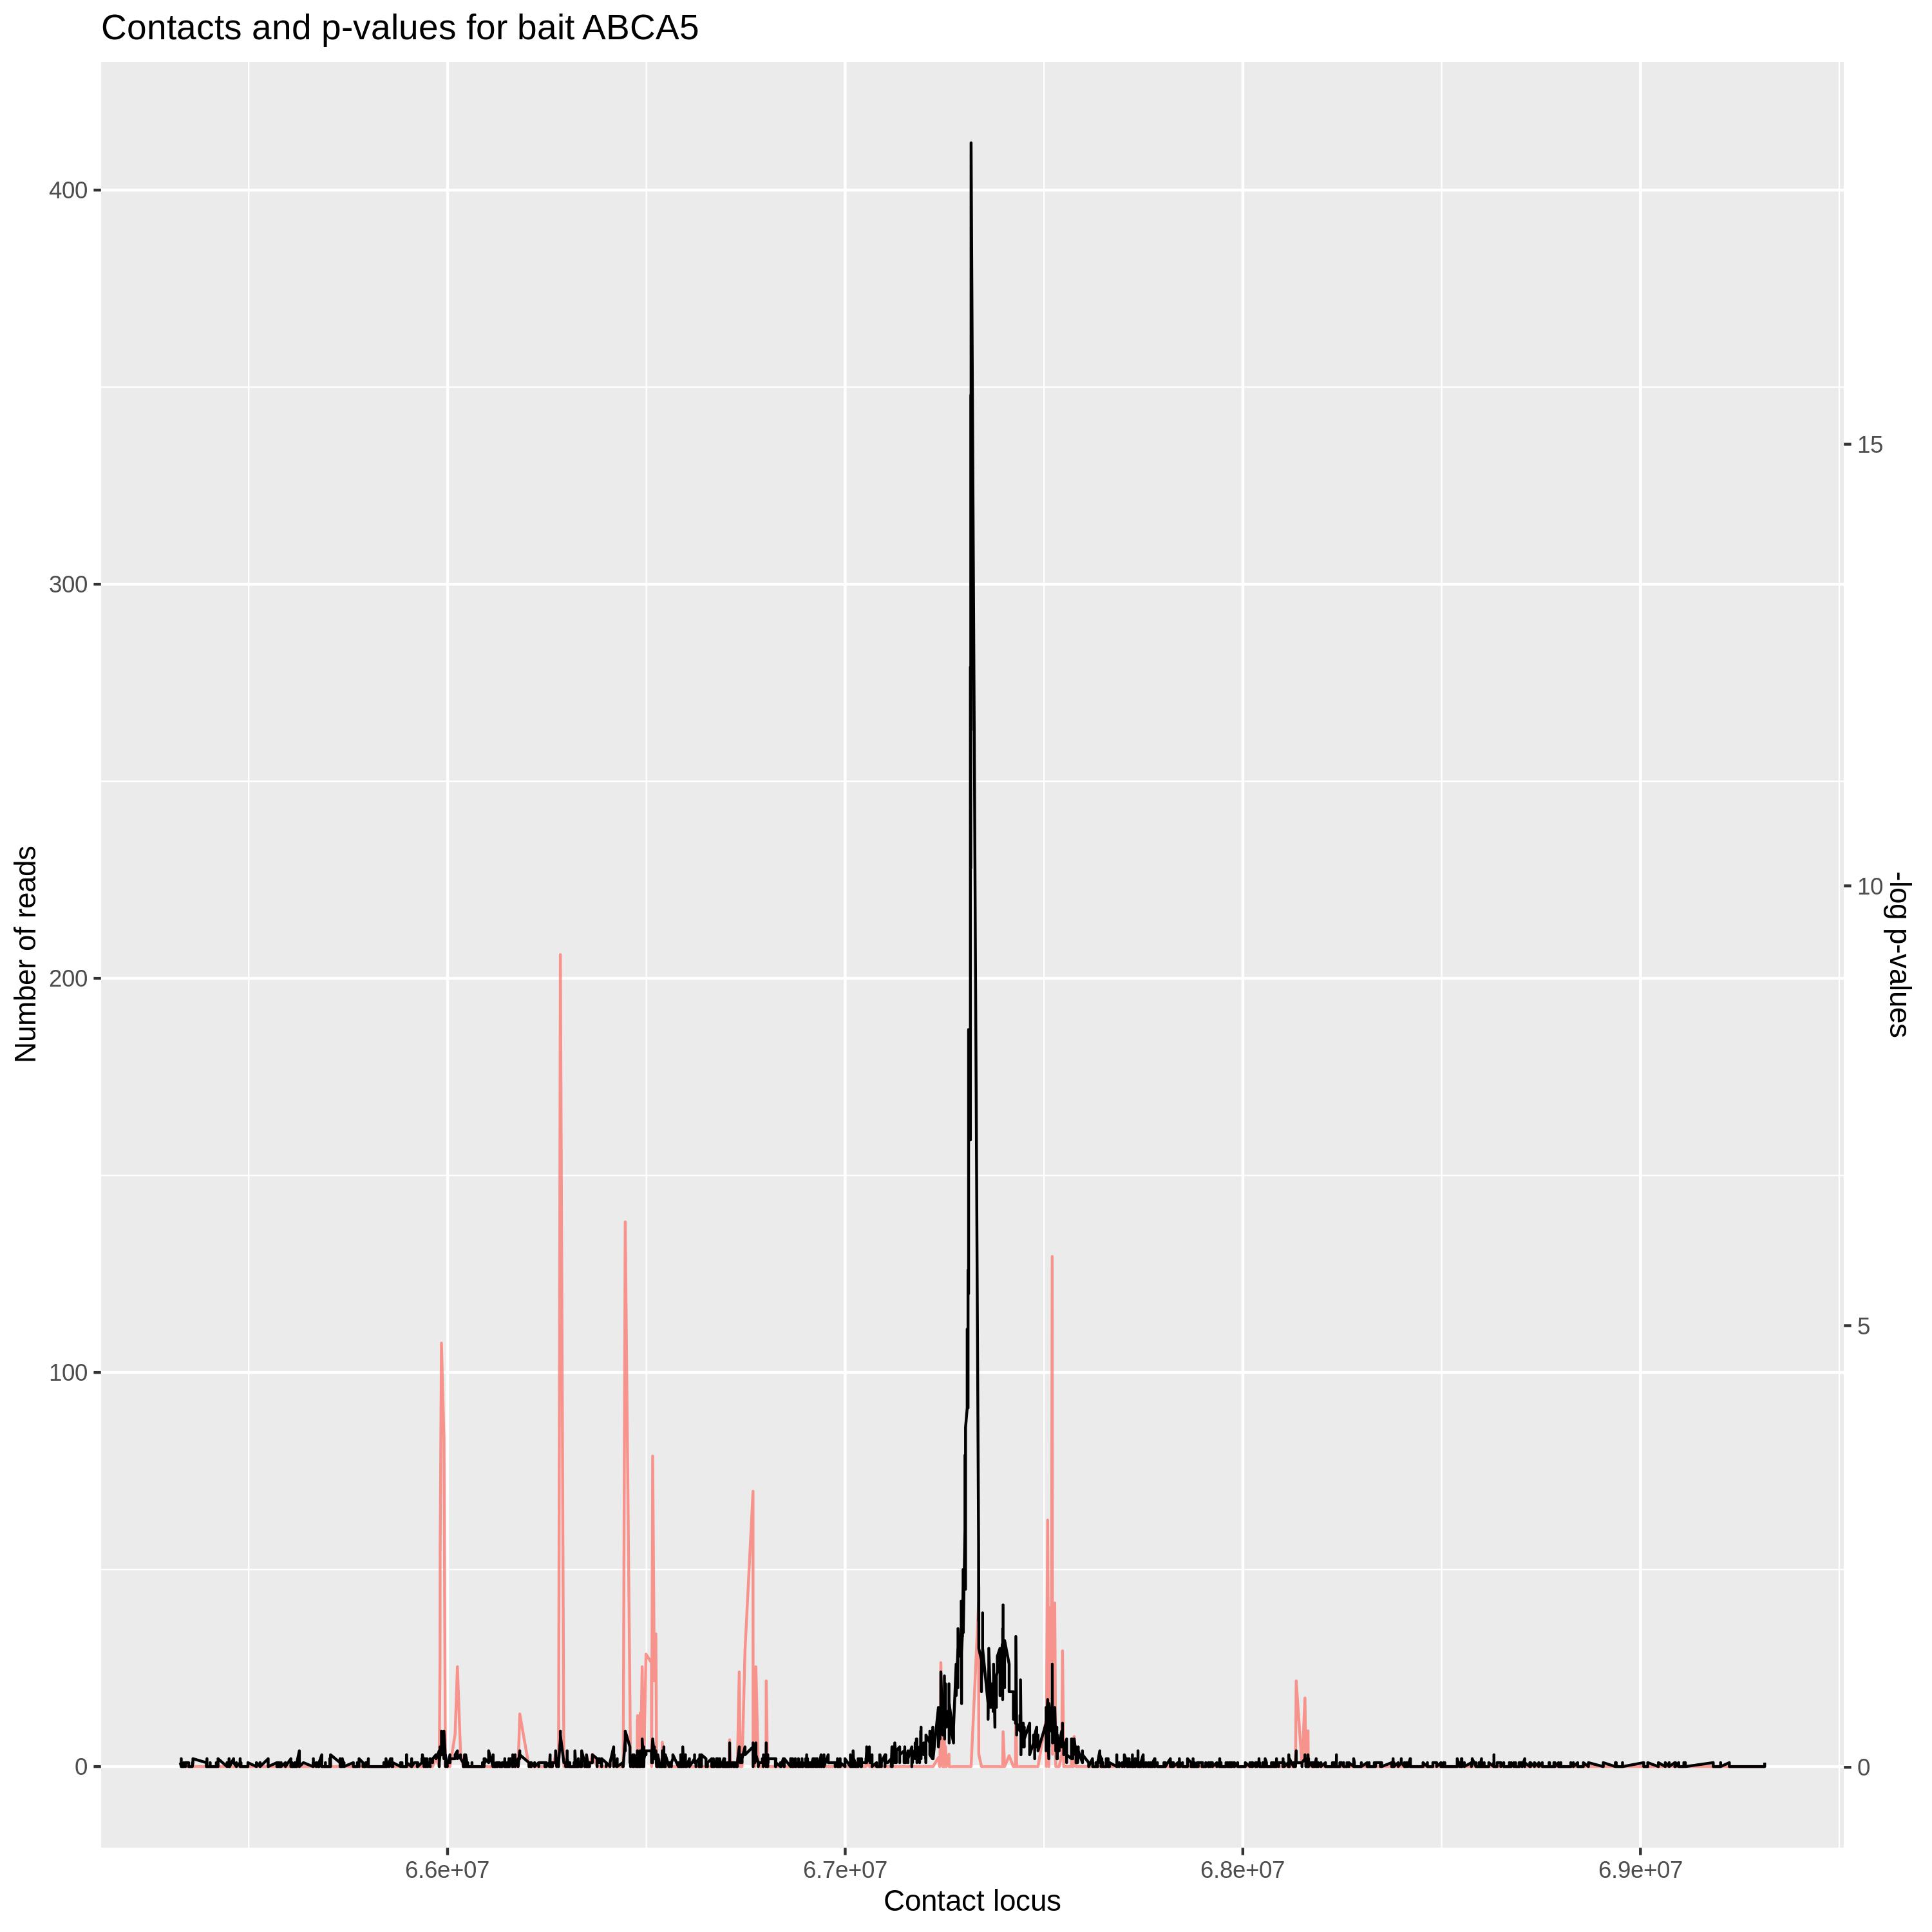 Contacts and p-values for bait ABCA5
Number of reads
400
300
200
100
0
15
10
5
0
-log p-values
6.6e+07
6.7e+07
6.8e+07
6.9e+07
Contact locus